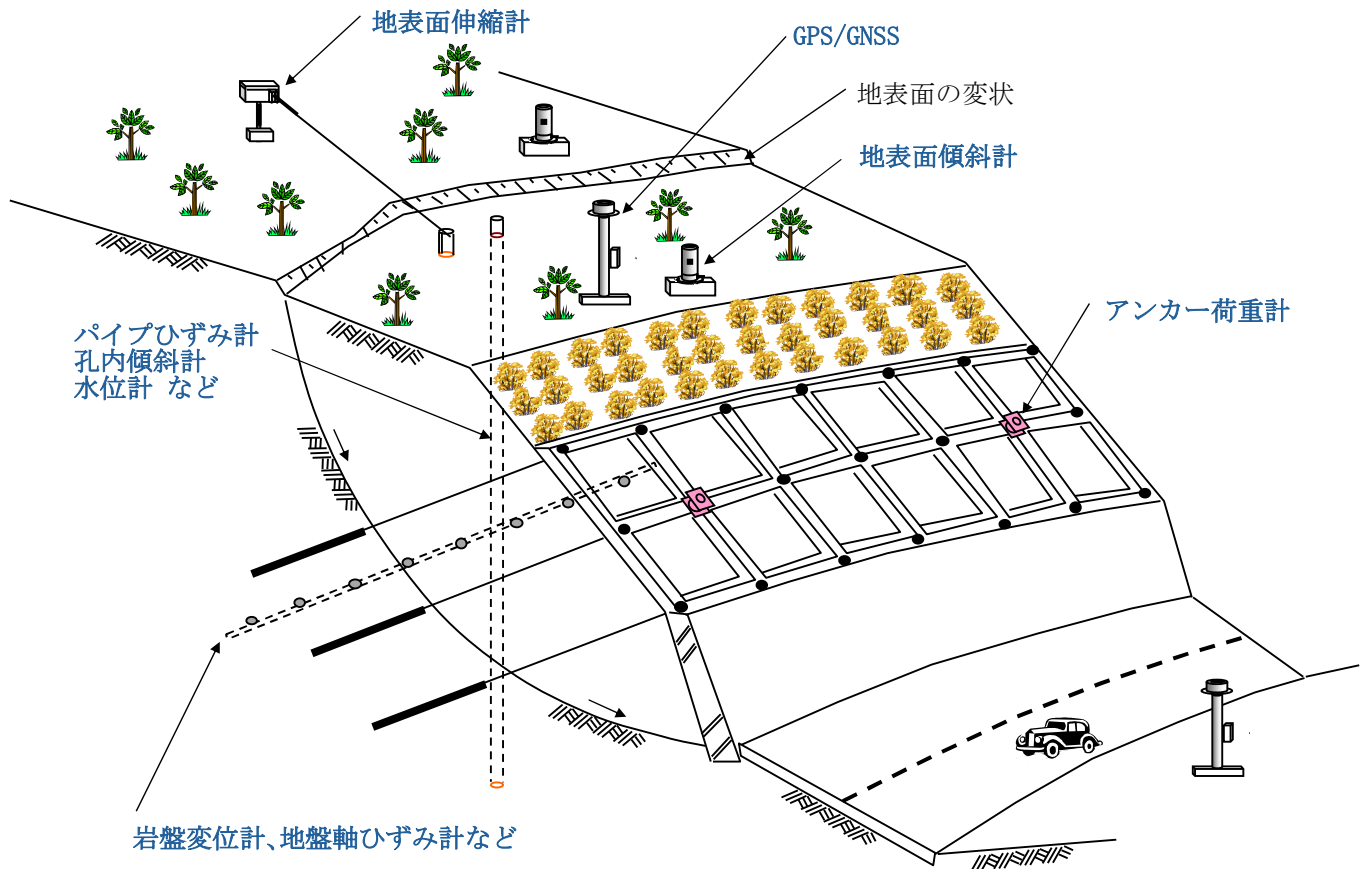 地表面伸縮計
GPS/GNSS
地表面の変状
地表面傾斜計
アンカー荷重計
パイプひずみ計
孔内傾斜計
水位計 など
岩盤変位計、地盤軸ひずみ計など